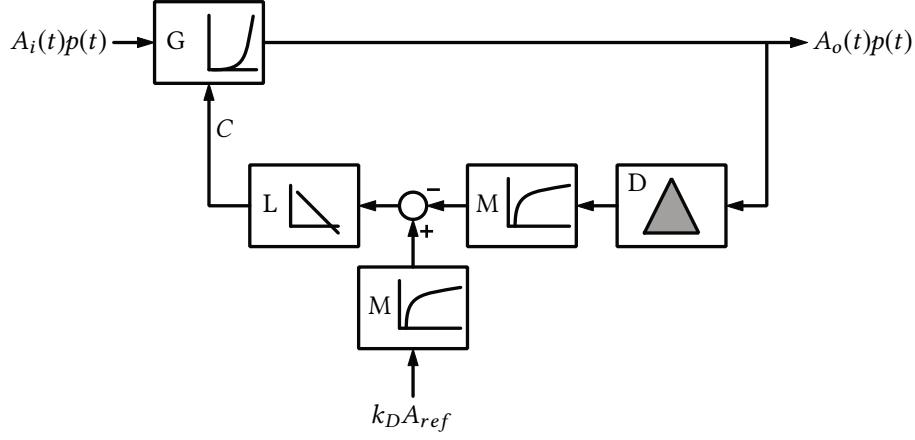 A_i(t)p(t)
G
A_o(t)p(t)
C
L
−
M
D
+
M
k_D A_ref